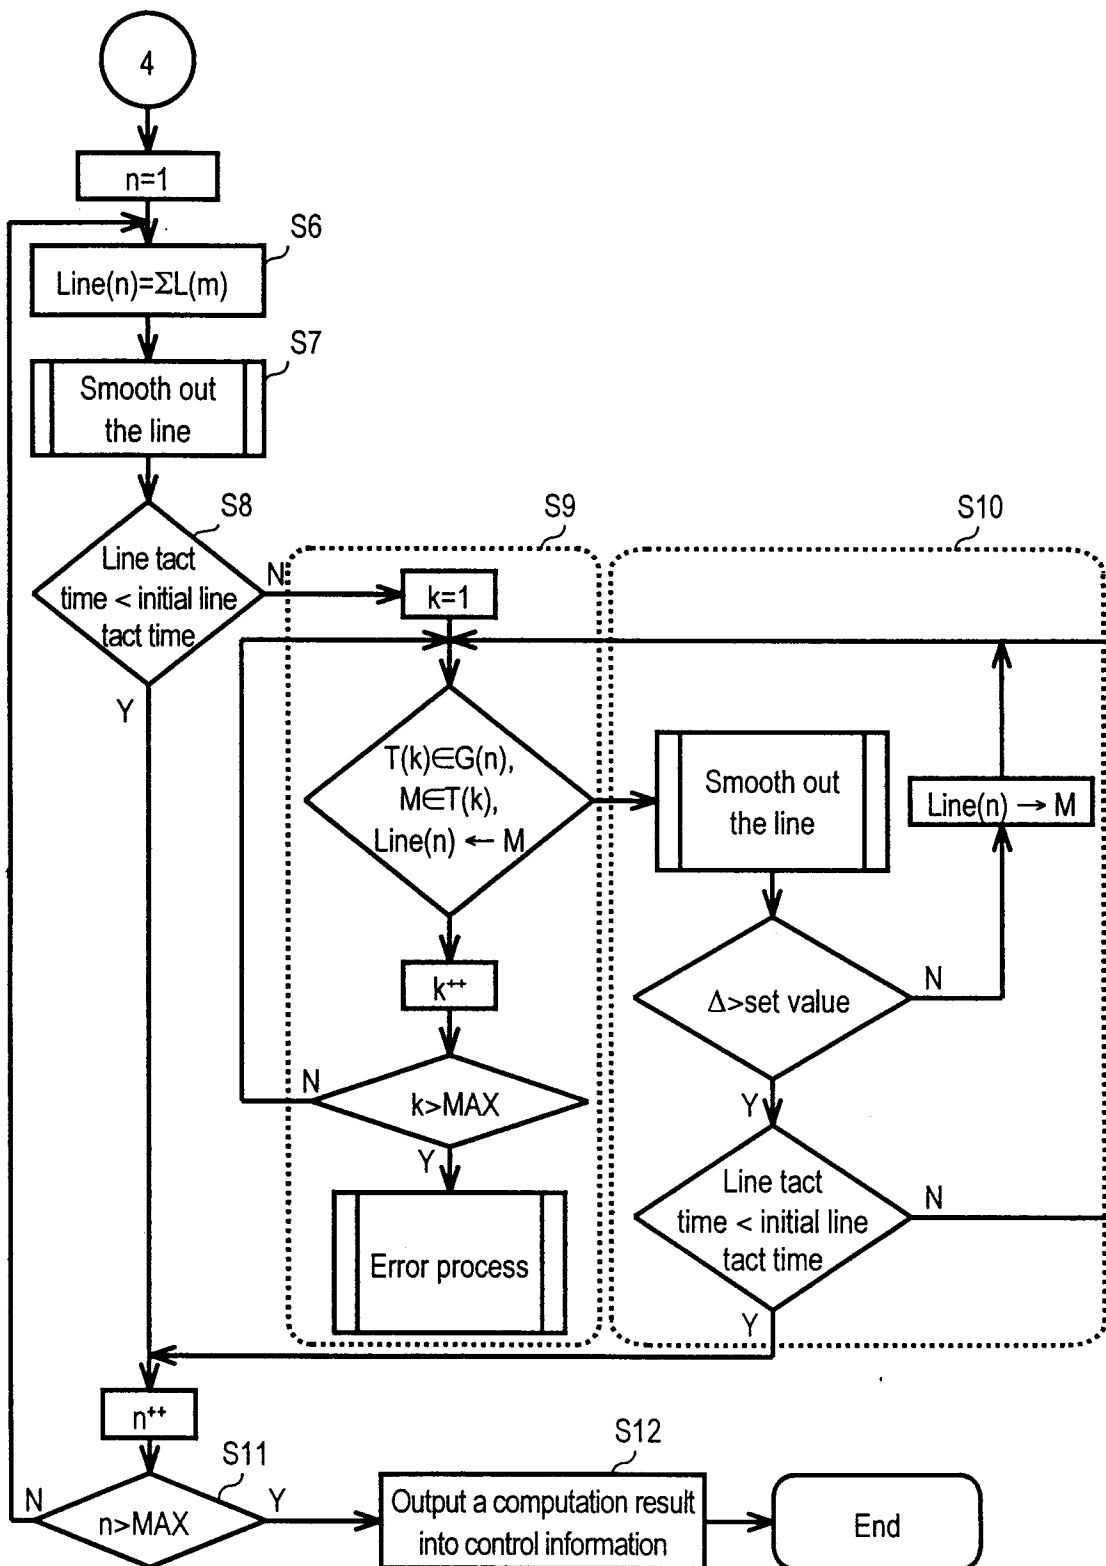 4
n=1
S6
Line(n)=ΣL(m)
S7
Smooth out
the line
S8
Line tact
time < initial line
tact time
N
Y
S9
k=1
T(k)∈G(n),
M∈T(k),
Line(n) ← M
k++
N
k>MAX
Y
Error process
S10
Smooth out
the line
Line(n) → M
Δ>set value
N
Y
Line tact
time < initial line
tact time
N
Y
n++
S11
N
n>MAX
Y
S12
Output a computation result
into control information
End